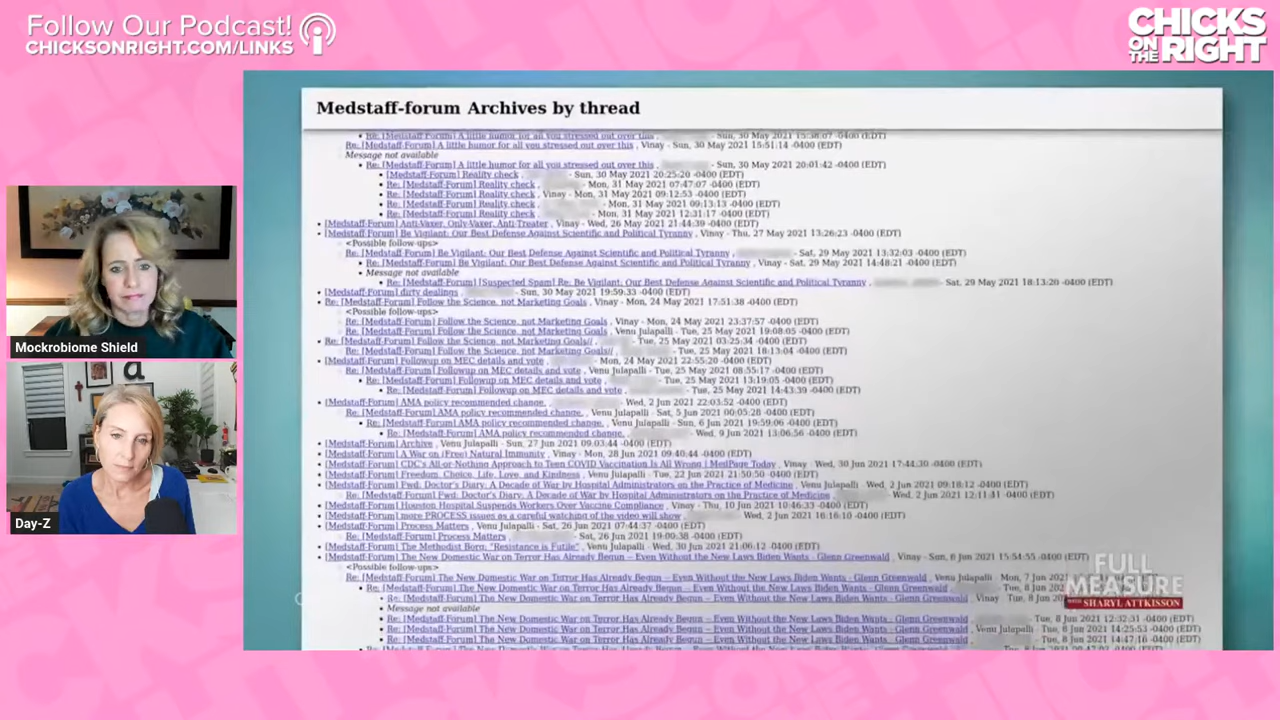 Follow Our Podcast!
CHICKSONRIGHT.COM/LINKS
CHICKS
ON THE
RIGHT
Medstaff-forum Archives by thread
Re: [Medstaff-Forum] A little humor for all you stressed out over this , - Sun, 30 May 2021 15:38:07 -0400 (EDT)
Re: [Medstaff-Forum] A little humor for all you stressed out over this , Vinay - Sun, 30 May 2021 15:51:14 -0400 (EDT)
Message not available
Re: [Medstaff-Forum] A little humor for all you stressed out over this , - Sun, 30 May 2021 20:01:42 -0400 (EDT)
[Medstaff-Forum] Reality check , - Sun, 30 May 2021 20:25:20 -0400 (EDT)
Re: [Medstaff-Forum] Reality check , - Mon, 31 May 2021 07:47:07 -0400 (EDT)
Re: [Medstaff-Forum] Reality check , Vinay - Mon, 31 May 2021 09:12:53 -0400 (EDT)
Re: [Medstaff-Forum] Reality check , - Mon, 31 May 2021 09:13:13 -0400 (EDT)
Re: [Medstaff-Forum] Reality check , - Mon, 31 May 2021 12:31:17 -0400 (EDT)
[Medstaff-Forum] Anti-Vaxer, Only-Vaxer, Anti-Treater , Vinay - Wed, 26 May 2021 21:44:39 -0400 (EDT)
[Medstaff-Forum] Be Vigilant: Our Best Defense Against Scientific and Political Tyranny , Vinay - Thu, 27 May 2021 13:26:23 -0400 (EDT)
<Possible follow-ups>
Re: [Medstaff-Forum] Be Vigilant: Our Best Defense Against Scientific and Political Tyranny , - Sat, 29 May 2021 13:32:03 -0400 (EDT)
Re: [Medstaff-Forum] Be Vigilant: Our Best Defense Against Scientific and Political Tyranny , Vinay - Sat, 29 May 2021 14:48:21 -0400 (EDT)
Message not available
Re: [Medstaff-Forum] [Suspected Spam] Re: Be Vigilant: Our Best Defense Against Scientific and Political Tyranny , - Sat, 29 May 2021 18:13:20 -0400 (EDT)
[Medstaff-Forum] dirty dealings , - Sun, 30 May 2021 19:59:33 -0400 (EDT)
Re: [Medstaff-Forum] Follow the Science, not Marketing Goals , Vinay - Mon, 24 May 2021 17:51:38 -0400 (EDT)
<Possible follow-ups>
Re: [Medstaff-Forum] Follow the Science, not Marketing Goals , Vinay - Mon, 24 May 2021 23:37:57 -0400 (EDT)
Re: [Medstaff-Forum] Follow the Science, not Marketing Goals , Venu Julapalli - Tue, 25 May 2021 19:08:05 -0400 (EDT)
Re: [Medstaff-Forum] Follow the Science, not Marketing Goals// , - Tue, 25 May 2021 03:25:34 -0400 (EDT)
Re: [Medstaff-Forum] Follow the Science, not Marketing Goals// , - Tue, 25 May 2021 18:13:04 -0400 (EDT)
[Medstaff-Forum] Followup on MEC details and vote , - Mon, 24 May 2021 22:55:20 -0400 (EDT)
Re: [Medstaff-Forum] Followup on MEC details and vote , Venu Julapalli - Tue, 25 May 2021 08:55:17 -0400 (EDT)
Re: [Medstaff-Forum] Followup on MEC details and vote , - Tue, 25 May 2021 13:19:05 -0400 (EDT)
Re: [Medstaff-Forum] Followup on MEC details and vote , - Tue, 25 May 2021 14:43:39 -0400 (EDT)
[Medstaff-Forum] AMA policy recommended change. , - Wed, 2 Jun 2021 22:03:52 -0400 (EDT)
Re: [Medstaff-Forum] AMA policy recommended change. , Venu Julapalli - Sat, 5 Jun 2021 00:05:28 -0400 (EDT)
Re: [Medstaff-Forum] AMA policy recommended change. , Venu Julapalli - Sun, 6 Jun 2021 19:59:06 -0400 (EDT)
Re: [Medstaff-Forum] AMA policy recommended change. , - Wed, 9 Jun 2021 13:06:56 -0400 (EDT)
[Medstaff-Forum] Archive , Venu Julapalli - Sun, 27 Jun 2021 09:03:44 -0400 (EDT)
[Medstaff-Forum] A War on (Free) Natural Immunity , Vinay - Mon, 28 Jun 2021 09:40:44 -0400 (EDT)
[Medstaff-Forum] CDC's All-or-Nothing Approach to Teen COVID Vaccination Is All Wrong | MedPage Today , Vinay - Wed, 30 Jun 2021 17:44:30 -0400 (EDT)
[Medstaff-Forum] Freedom, Choice, Life, Love, and Kindness , Venu Julapalli - Tue, 22 Jun 2021 21:50:50 -0400 (EDT)
[Medstaff-Forum] Fwd: Doctor's Diary: A Decade of War by Hospital Administrators on the Practice of Medicine , Venu Julapalli - Wed, 2 Jun 2021 09:18:12 -0400 (EDT)
Re: [Medstaff-Forum] Fwd: Doctor's Diary: A Decade of War by Hospital Administrators on the Practice of Medicine , - Wed, 2 Jun 2021 12:11:31 -0400 (EDT)
[Medstaff-Forum] Houston Hospital Suspends Workers Over Vaccine Compliance , Vinay - Thu, 10 Jun 2021 10:46:33 -0400 (EDT)
[Medstaff-Forum] more PROCESS issues as a careful watching of the video will show , - Wed, 2 Jun 2021 16:16:10 -0400 (EDT)
[Medstaff-Forum] Process Matters , Venu Julapalli - Sat, 26 Jun 2021 07:44:37 -0400 (EDT)
Re: [Medstaff-Forum] Process Matters , - Sat, 26 Jun 2021 19:00:38 -0400 (EDT)
[Medstaff-Forum] The Methodist Borg: "Resistance is Futile" , Venu Julapalli - Wed, 30 Jun 2021 21:06:12 -0400 (EDT)
[Medstaff-Forum] The New Domestic War on Terror Has Already Begun -- Even Without the New Laws Biden Wants - Glenn Greenwald , Vinay - Sun, 6 Jun 2021 15:54:55 -0400 (EDT)
<Possible follow-ups>
Re: [Medstaff-Forum] The New Domestic War on Terror Has Already Begun -- Even Without the New Laws Biden Wants - Glenn Greenwald , Venu Julapalli - Mon, 7 Jun 202
Re: [Medstaff-Forum] The New Domestic War on Terror Has Already Begun -- Even Without the New Laws Biden Wants - Glenn Greenwald , - Tue, 8 Jun
Re: [Medstaff-Forum] The New Domestic War on Terror Has Already Begun -- Even Without the New Laws Biden Wants - Glenn Greenwald , Vinay - Tue, 8 Jun
Message not available
Re: [Medstaff-Forum] The New Domestic War on Terror Has Already Begun -- Even Without the New Laws Biden Wants - Glenn Greenwald , - Tue, 8 Jun 2021 12:32:31 -0400 (EDT)
Re: [Medstaff-Forum] The New Domestic War on Terror Has Already Begun -- Even Without the New Laws Biden Wants - Glenn Greenwald , Venu Julapalli - Tue, 8 Jun 2021 14:25:53 -0400 (EDT)
Re: [Medstaff-Forum] The New Domestic War on Terror Has Already Begun -- Even Without the New Laws Biden Wants - Glenn Greenwald , - Tue, 8 Jun 2021 14:47:16 -0400 (EDT)
FULL
MEASURE
WITH SHARYL ATTKISSON
Mockrobiome Shield
Day-Z